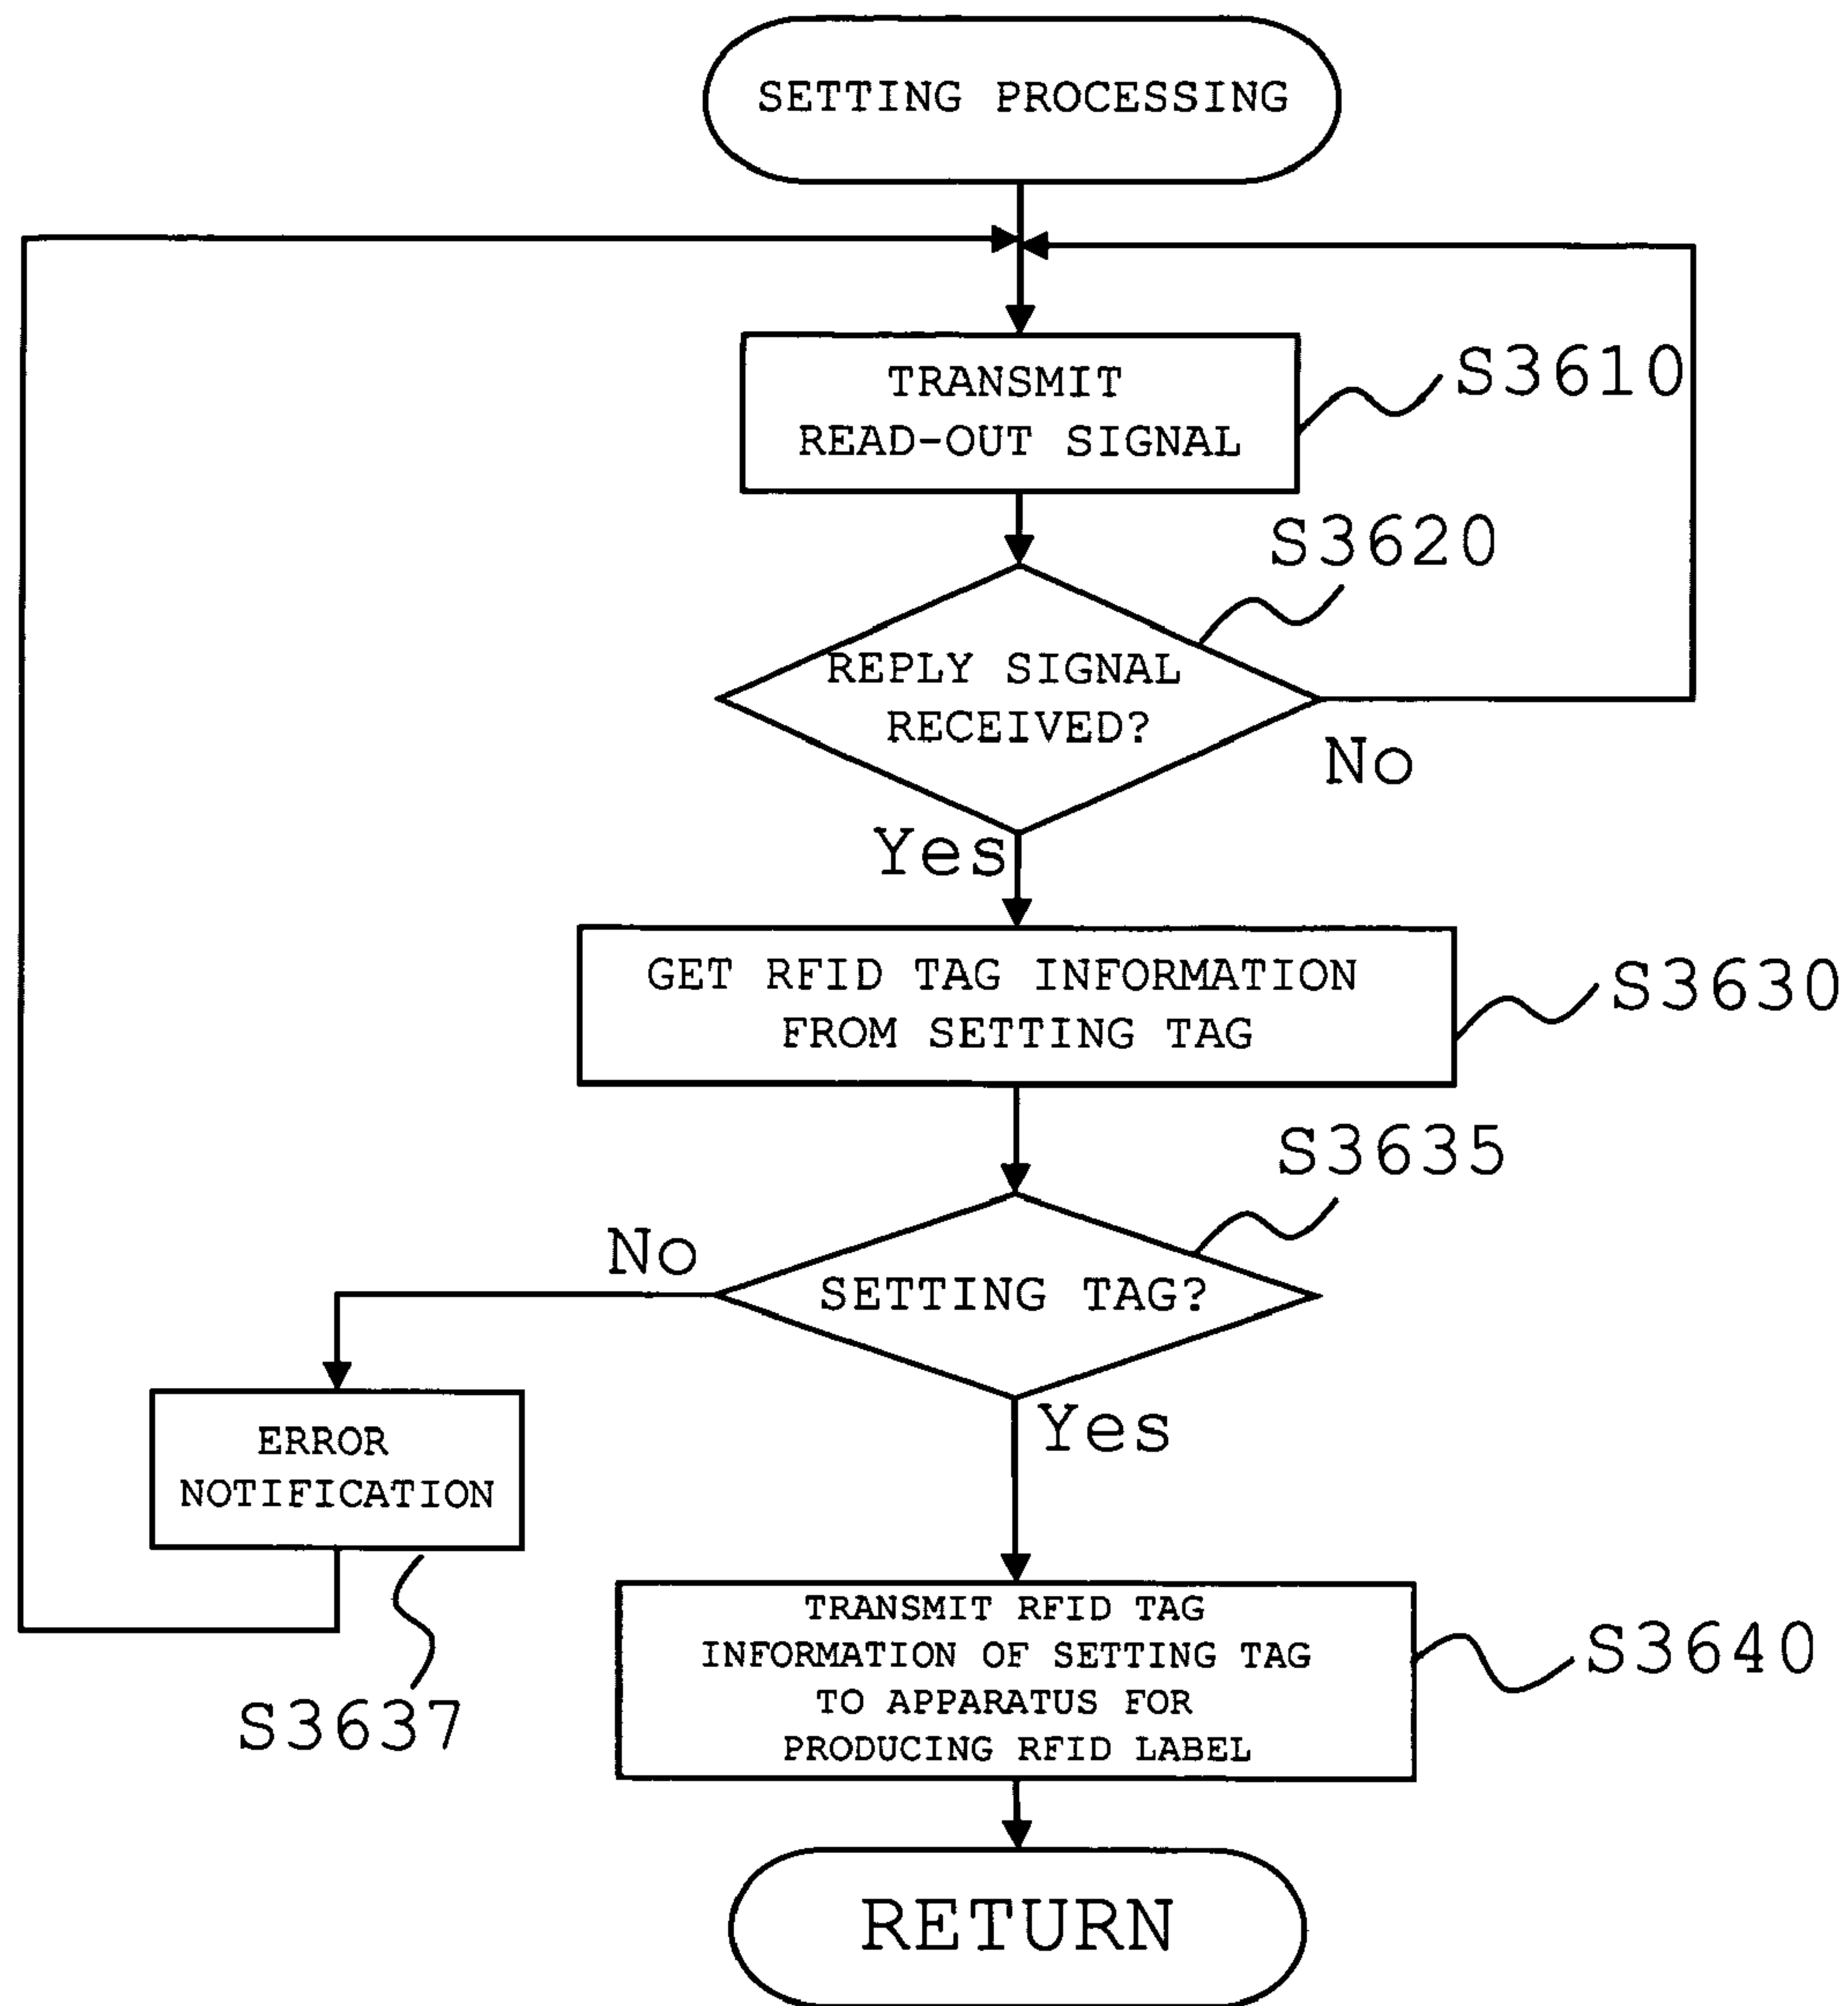 SETTING PROCESSING
TRANSMIT
READ-OUT SIGNAL
S3610
S3620
REPLY SIGNAL
RECEIVED?
No
Yes
GET RFID TAG INFORMATION
FROM SETTING TAG
S3630
S3635
No
SETTING TAG?
Yes
ERROR
NOTIFICATION
S3637
TRANSMIT RFID TAG
INFORMATION OF SETTING TAG
TO APPARATUS FOR
PRODUCING RFID LABEL
S3640
RETURN